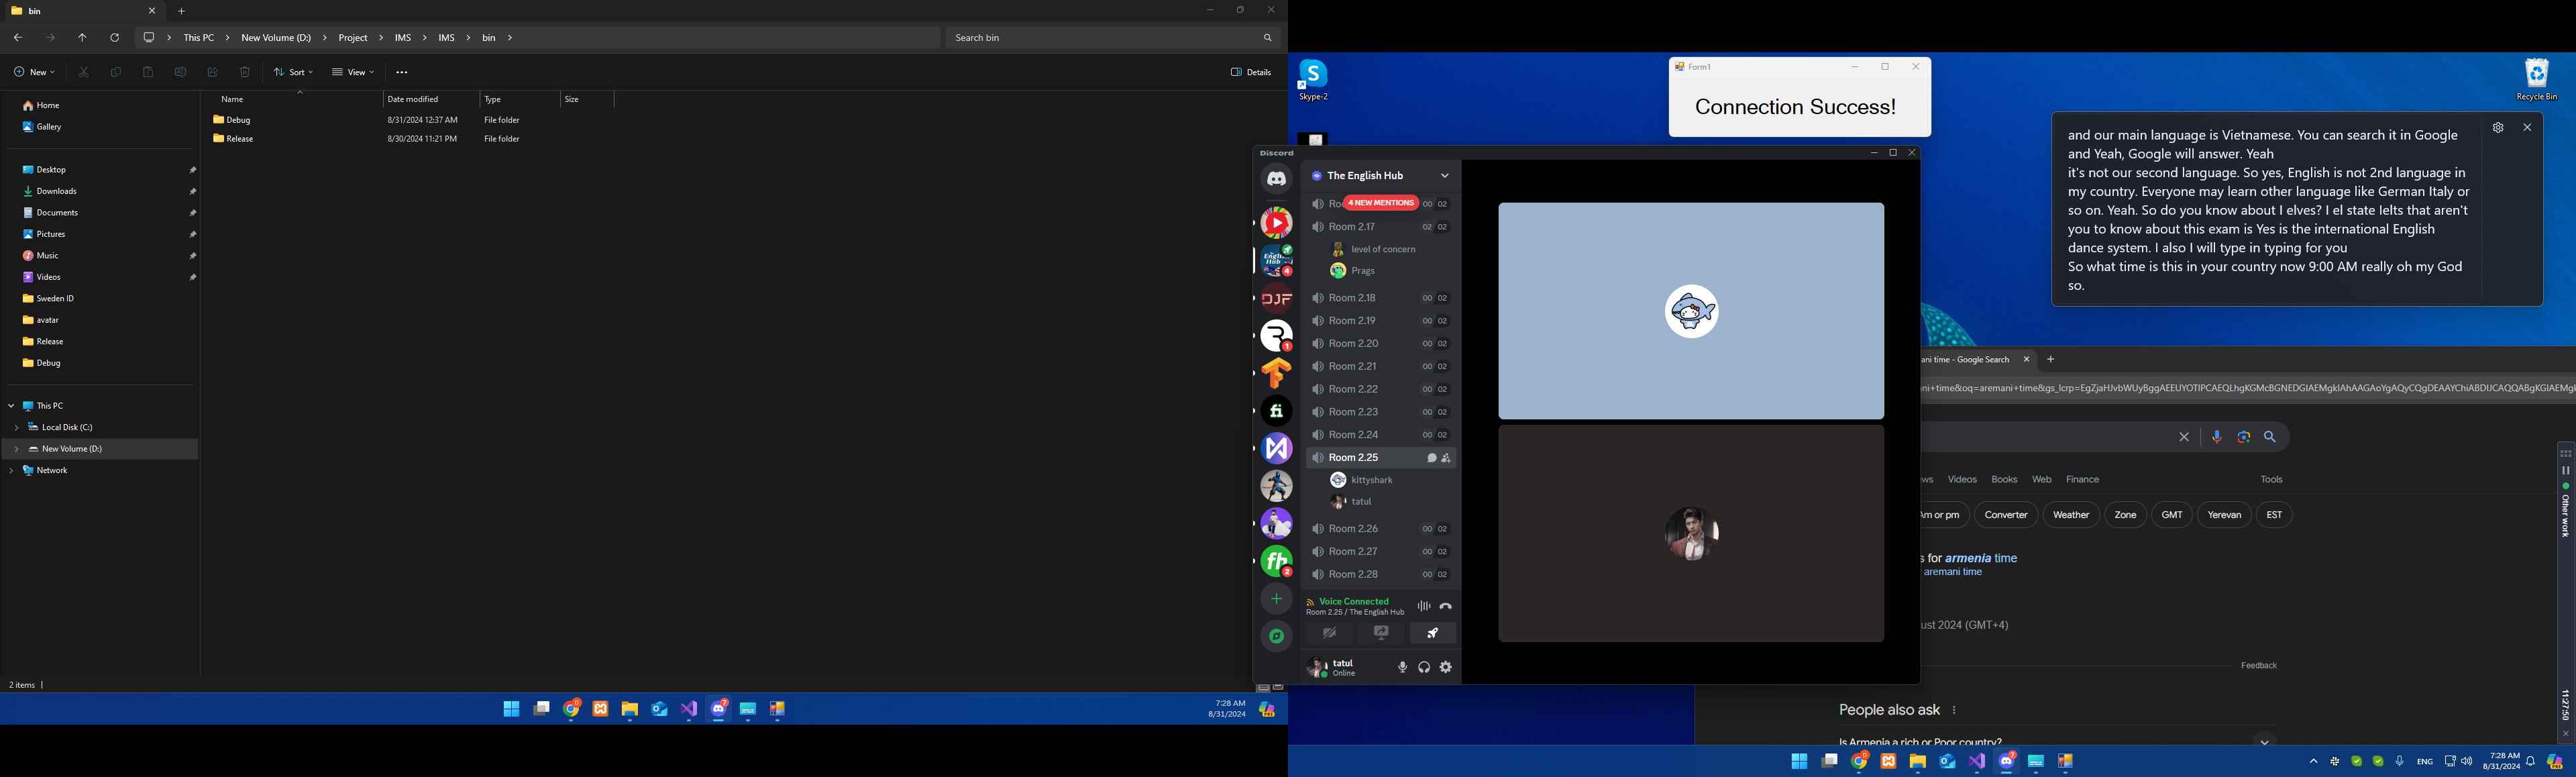 bin
This PC
New Volume (D:)
Project
IMS
IMS
bin
Search bin
New
Sort
View
Details
Name
Date modified
Type
Size
Home
Gallery
Debug
8/31/2024 12:37 AM
File folder
Release
8/30/2024 11:21 PM
File folder
Desktop
Downloads
Documents
Pictures
Music
Videos
Sweden ID
avatar
Release
Debug
This PC
Local Disk (C:)
New Volume (D:)
Network
2 items
7:28 AM
8/31/2024
Skype-2
Recycle Bin
Form1
Connection Success!
and our main language is Vietnamese. You can search it in Google
and Yeah, Google will answer. Yeah
it's not our second language. So yes, English is not 2nd language in
my country. Everyone may learn other language like German Italy or
so on. Yeah. So do you know about I elves? I el state Ielts that aren't
you to know about this exam is Yes is the international English
dance system. I also I will type in typing for you
So what time is this in your country now 9:00 AM really oh my God
so.
Discord
The English Hub
4 NEW MENTIONS
00 02
Room 2.17
02 02
level of concern
Prags
Room 2.18
00 02
Room 2.19
00 02
Room 2.20
00 02
Room 2.21
00 02
Room 2.22
00 02
Room 2.23
00 02
Room 2.24
00 02
Room 2.25
kittyshark
tatul
Room 2.26
00 02
Room 2.27
00 02
Room 2.28
00 02
Voice Connected
Room 2.25 / The English Hub
tatul
Online
DJF
English
Hub
4
1
fi
fh
2
ani time - Google Search
Videos
Books
Web
Finance
Tools
Am or pm
Converter
Weather
Zone
GMT
Yerevan
EST
s for armenia time
aremani time
ust 2024 (GMT+4)
Feedback
People also ask
Is Armenia a rich or Poor country?
Other work
11:27:50
ENG
7:28 AM
8/31/2024